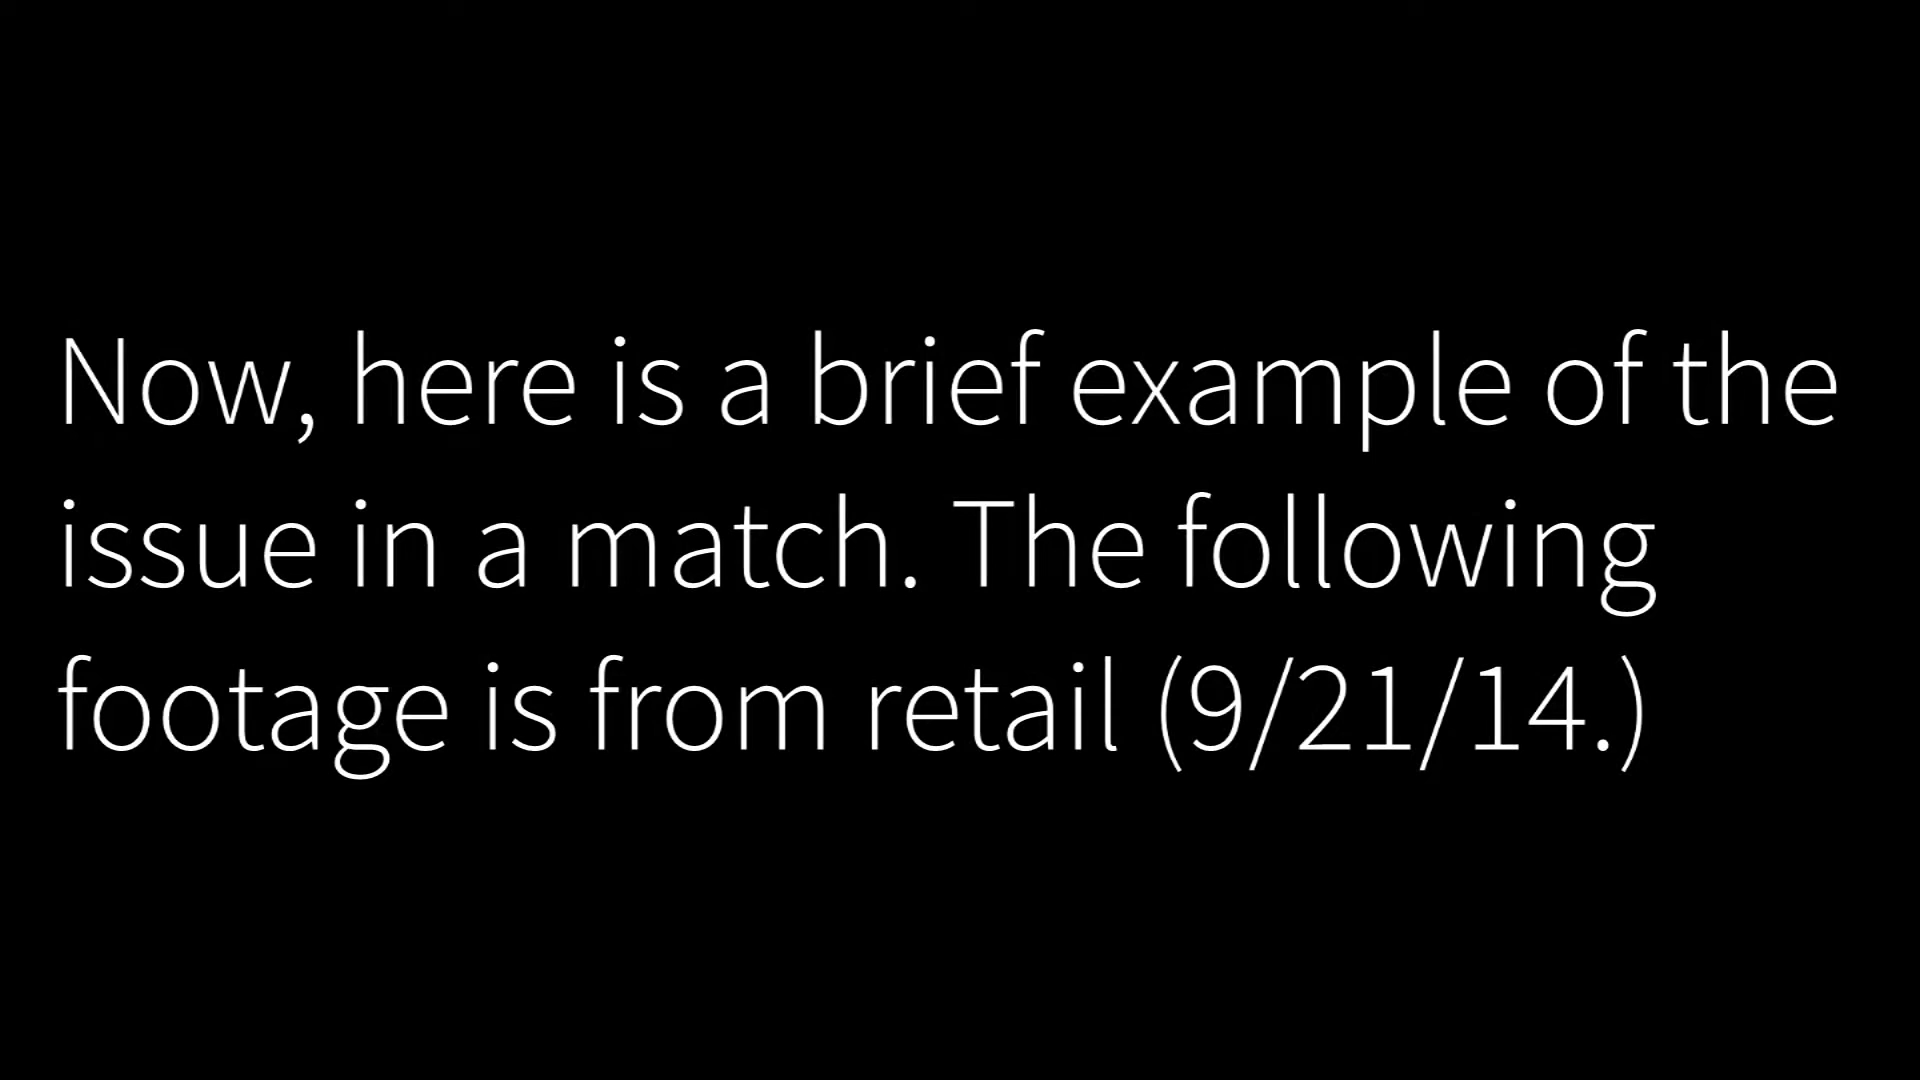 Now, here is a brief example of the
issue in a match. The following
footage is from retail (9/21/14.)